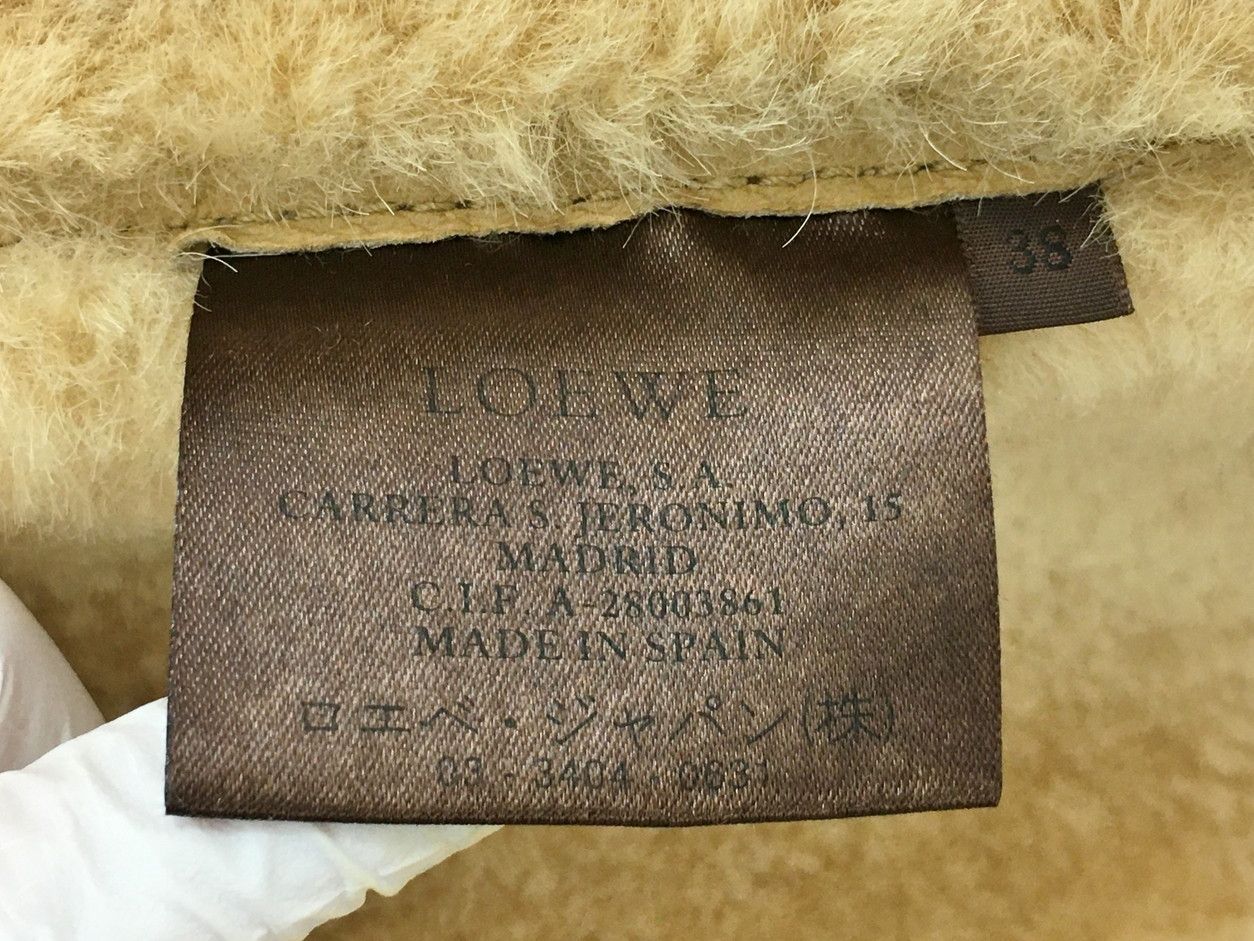 38
LOEWE
LOEWE, S A.
CARRERA S. JERONIMO, 15
MADRID
C.I.F. A-28003861
MADE IN SPAIN
ロエベ・ジャパン(株)
03-3404-0631